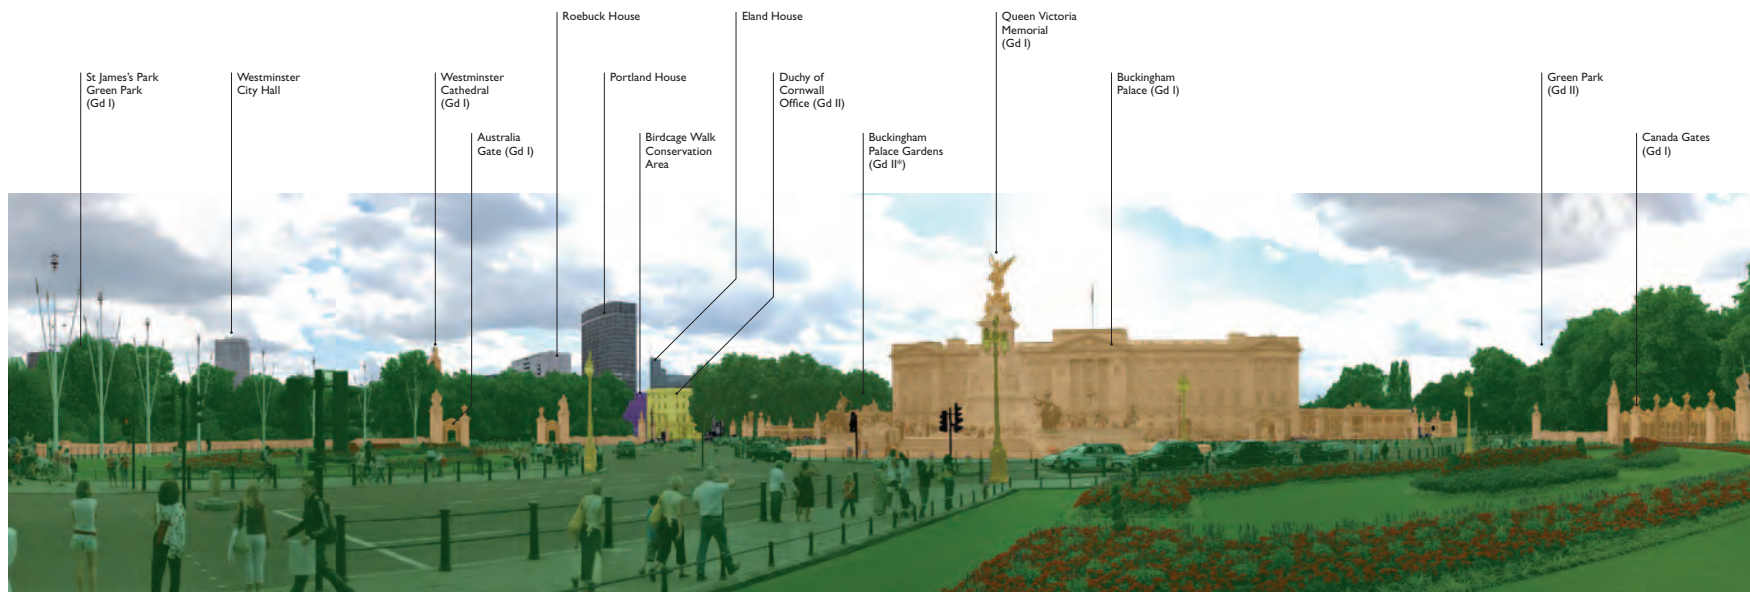 Roebuck House
Eland House
Queen Victoria
Memorial
(Gd I)
St James's Park
Green Park
(Gd I)
Westminster
City Hall
Westminster
Cathedral
(Gd I)
Portland House
Duchy of
Cornwall
Office (Gd II)
Buckingham
Palace (Gd I)
Green Park
(Gd II)
Australia
Gate (Gd I)
Birdcage Walk
Conservation
Area
Buckingham
Palace Gardens
(Gd II*)
Canada Gates
(Gd I)